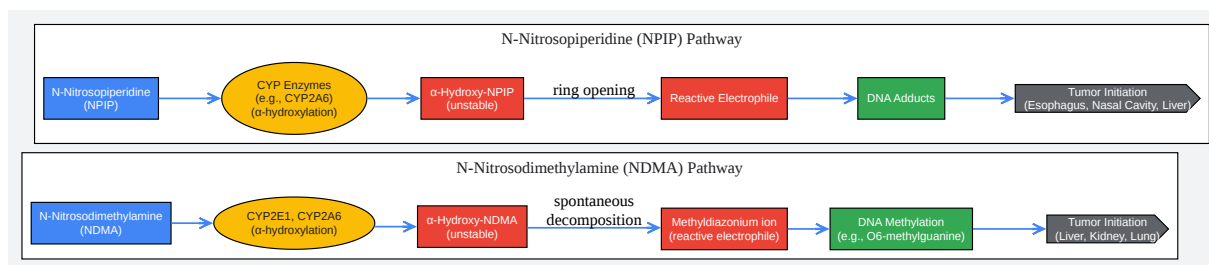 N-Nitrosopiperidine (NPIP) Pathway
N-Nitrosopiperidine
(NPIP)
CYP Enzymes
(e.g., CYP2A6)
(α-hydroxylation)
α-Hydroxy-NPIP
(unstable)
ring opening
Reactive Electrophile
DNA Adducts
Tumor Initiation
(Esophagus, Nasal Cavity, Liver)
N-Nitrosodimethylamine (NDMA) Pathway
N-Nitrosodimethylamine
(NDMA)
CYP2E1, CYP2A6
(α-hydroxylation)
α-Hydroxy-NDMA
(unstable)
spontaneous
decomposition
Methyldiazonium ion
(reactive electrophile)
DNA Methylation
(e.g., O6-methylguanine)
Tumor Initiation
(Liver, Kidney, Lung)